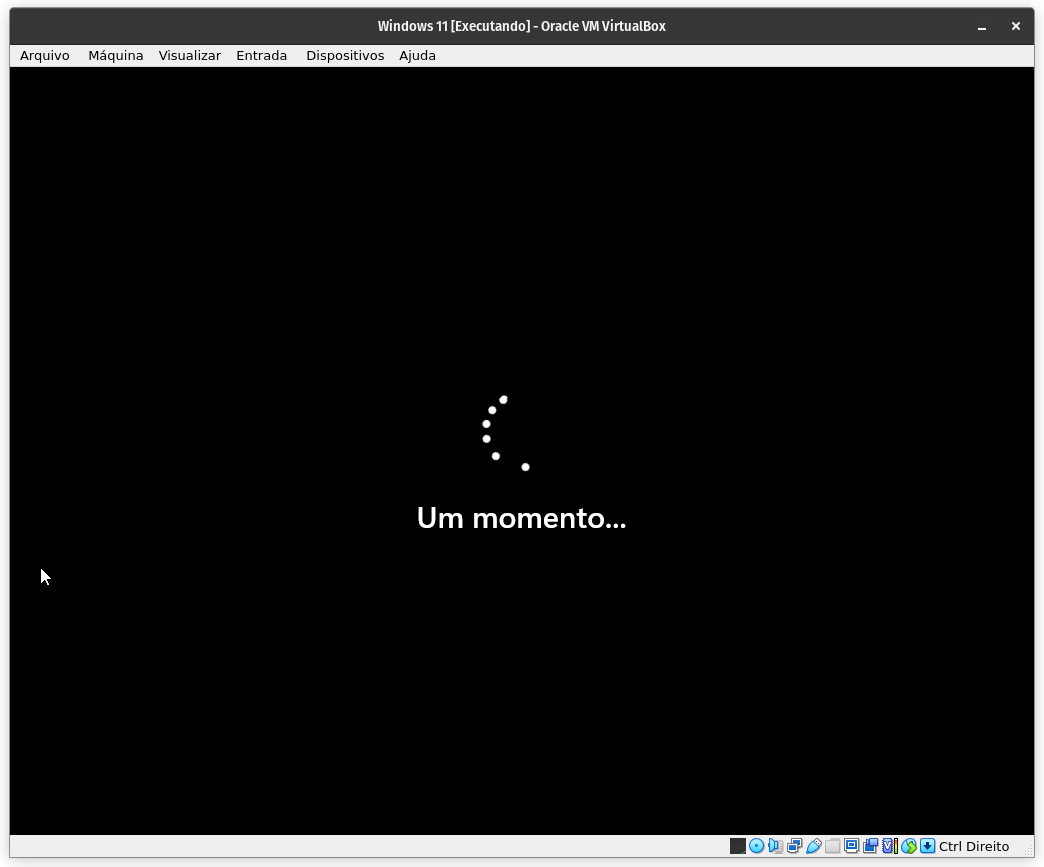 Windows 11 [Executando] - Oracle VM VirtualBox
Arquivo Máquina Visualizar Entrada Dispositivos Ajuda
Um momento...
Ctrl Direito